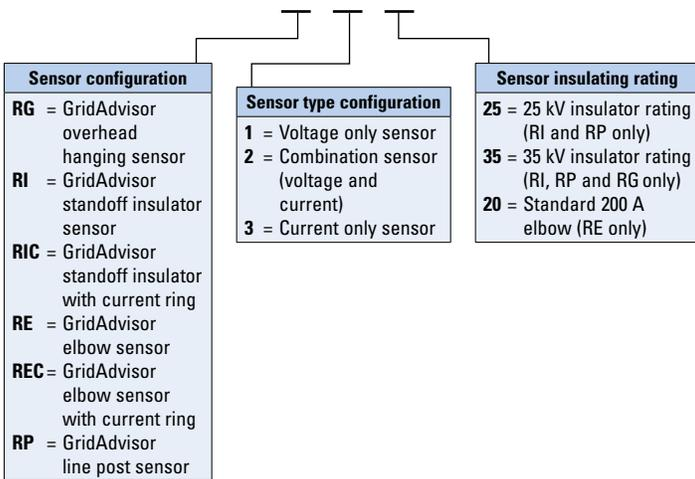 Sensor configuration
RG = GridAdvisor
overhead
hanging sensor
RI = GridAdvisor
standoff insulator
sensor
RIC = GridAdvisor
standoff insulator
with current ring
RE = GridAdvisor
elbow sensor
REC = GridAdvisor
elbow sensor
with current ring
RP = GridAdvisor
line post sensor
Sensor type configuration
1 = Voltage only sensor
2 = Combination sensor
(voltage and
current)
3 = Current only sensor
Sensor insulating rating
25 = 25 kV insulator rating
(RI and RP only)
35 = 35 kV insulator rating
(RI, RP and RG only)
20 = Standard 200 A
elbow (RE only)